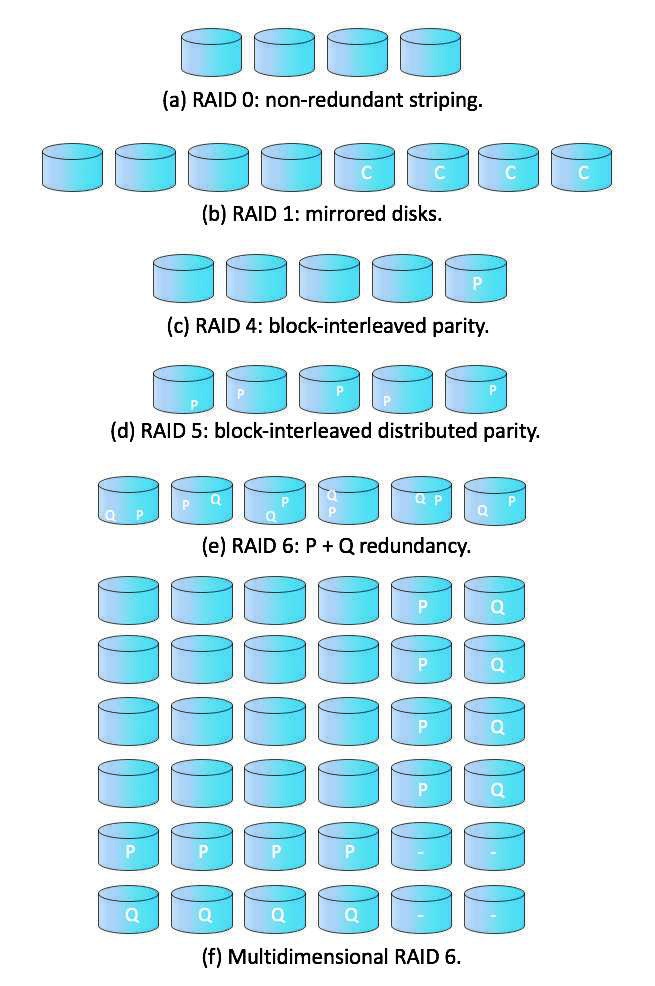 (a) RAID 0: non-redundant striping.
C C C C
(b) RAID 1: mirrored disks.
P
(c) RAID 4: block-interleaved parity.
P P P P P
(d) RAID 5: block-interleaved distributed parity.
Q P P Q P Q Q P Q P Q P
(e) RAID 6: P + Q redundancy.
P Q
P Q
P Q
P Q
P P P P - -
Q Q Q Q - -
(f) Multidimensional RAID 6.